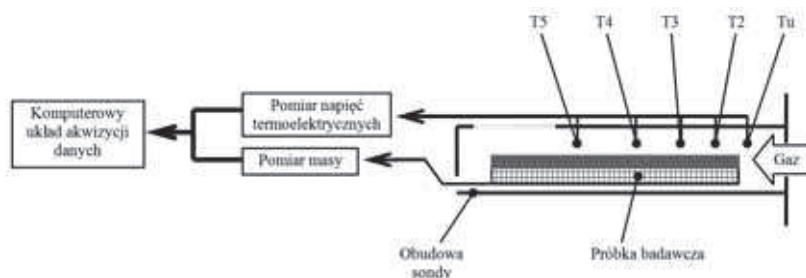 T5 T4 T3 T2 Tu
Komputerowy
układ akwizycji
danych
Pomiar napięć
termoelektrycznych
Pomiar masy
Gaz
Obudowa
sondy
Próbka badawcza